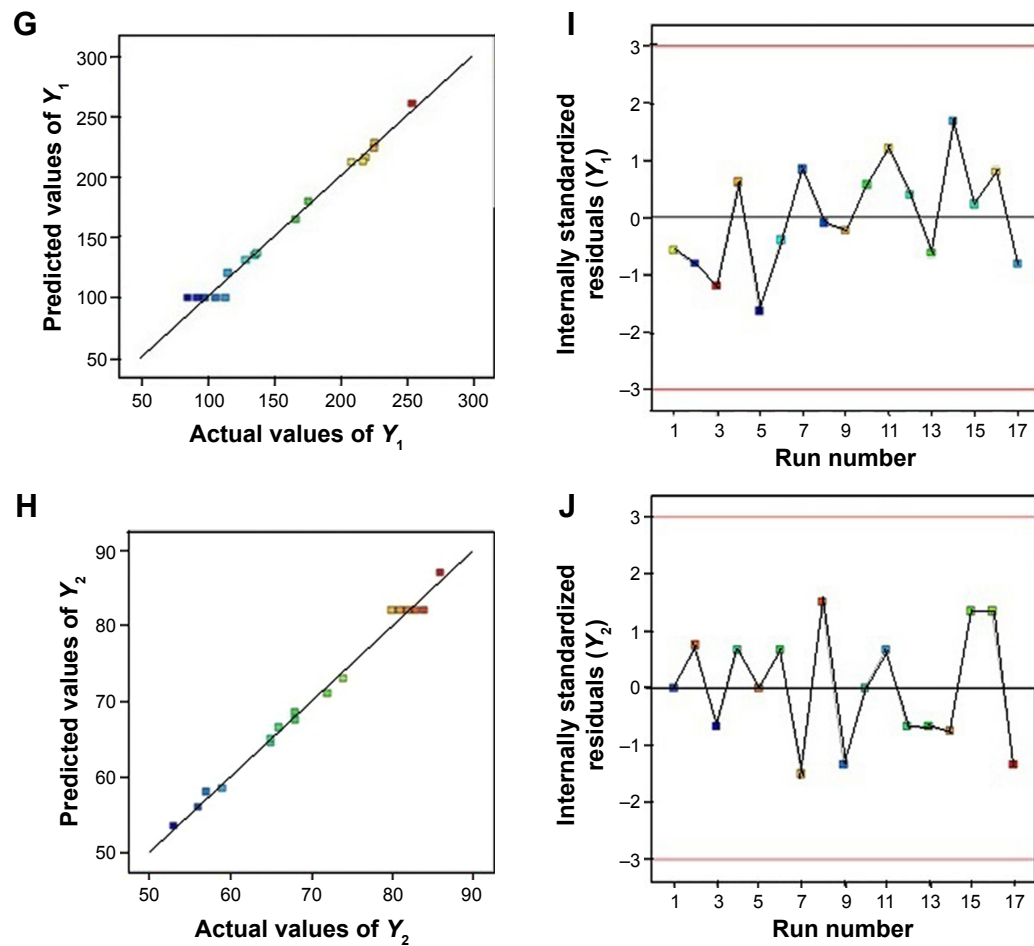 G
Predicted values of Y₁
300
250
200
150
100
50
50 100 150 200 250 300
Actual values of Y₁
I
Internally standardized
residuals (Y₁)
3
2
1
0
–1
–2
–3
1 3 5 7 9 11 13 15 17
Run number
H
Predicted values of Y₂
90
80
70
60
50
50 60 70 80 90
Actual values of Y₂
J
Internally standardized
residuals (Y₂)
3
2
1
0
–1
–2
–3
1 3 5 7 9 11 13 15 17
Run number